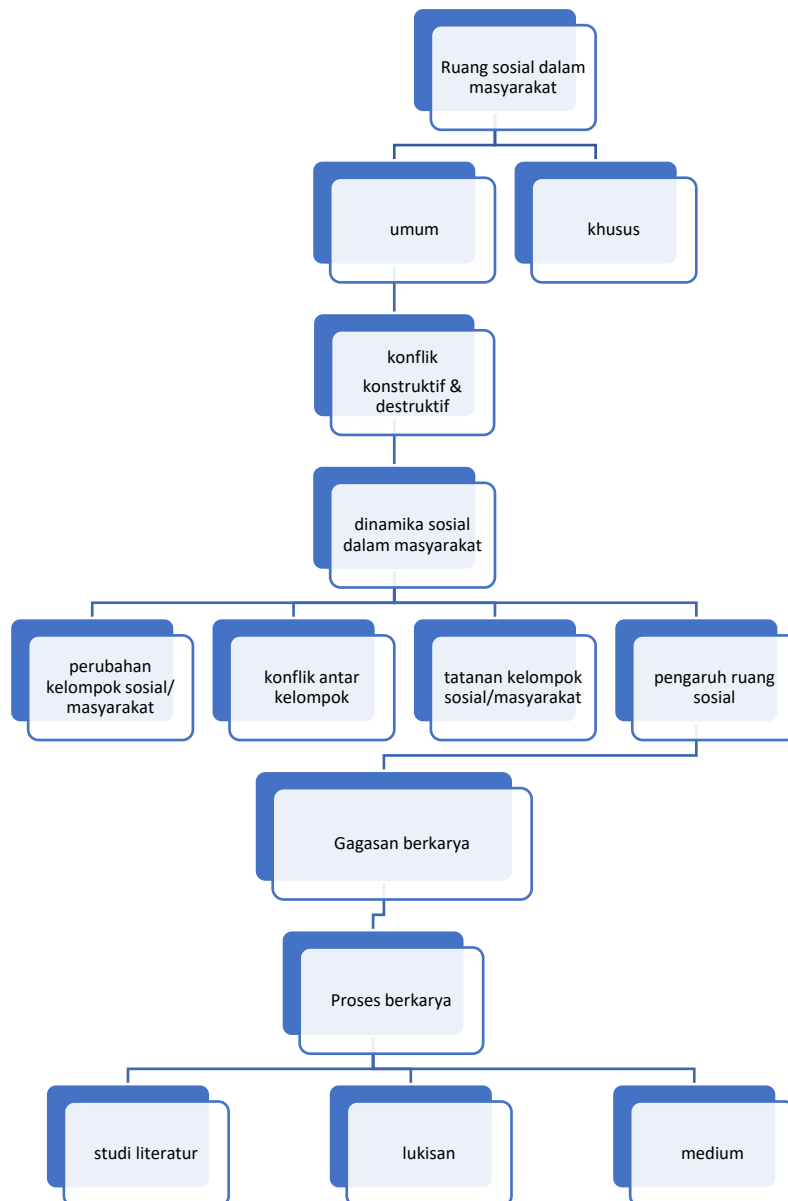 Ruang sosial dalam
masyarakat
umum
khusus
konflik
konstruktif &
destruktif
dinamika sosial
dalam masyarakat
perubahan
kelompok sosial/
masyarakat
konflik antar
kelompok
tatanan kelompok
sosial/masyarakat
pengaruh ruang
sosial
Gagasan berkarya
Proses berkarya
studi literatur
lukisan
medium